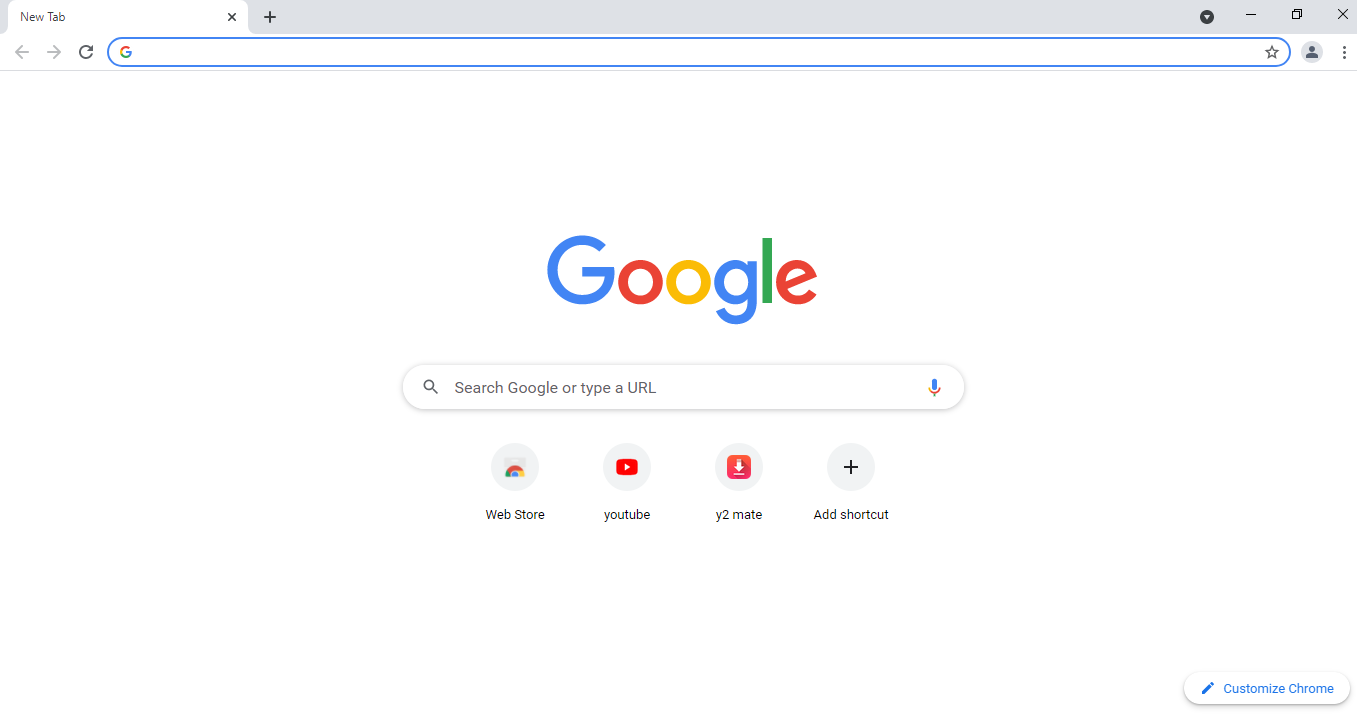 New Tab
Google
Search Google or type a URL
Web Store
youtube
y2 mate
Add shortcut
Customize Chrome